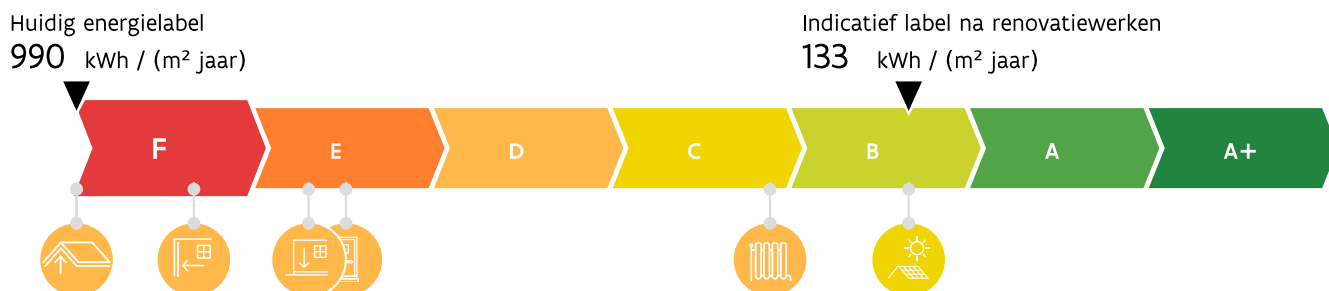 Huidig energielabel
990 kWh / (m² jaar)
Indicatief label na renovatiewerken
133 kWh / (m² jaar)
F E D C B A A+